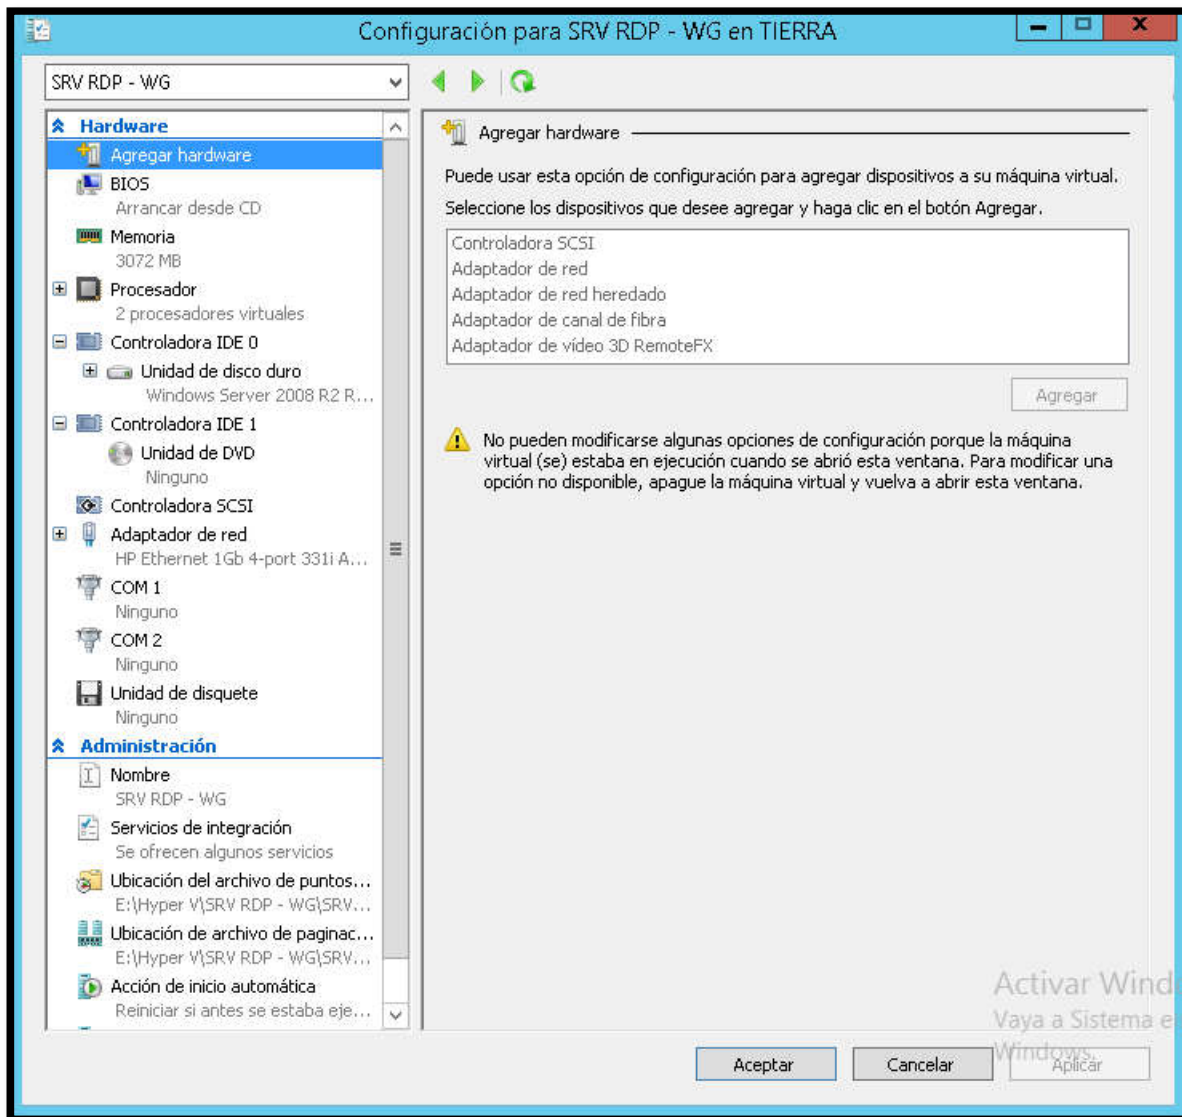 Configuración para SRV RDP - WG en TIERRA
SRV RDP - WG
Hardware
Agregar hardware
BIOS
Arrancar desde CD
Memoria
3072 MB
Procesador
2 procesadores virtuales
Controladora IDE 0
Unidad de disco duro
Windows Server 2008 R2 R...
Controladora IDE 1
Unidad de DVD
Ninguno
Controladora SCSI
Adaptador de red
HP Ethernet 1Gb 4-port 331i A...
COM 1
Ninguno
COM 2
Ninguno
Unidad de disquete
Ninguno
Administración
Nombre
SRV RDP - WG
Servicios de integración
Se ofrecen algunos servicios
Ubicación del archivo de puntos...
E:\Hyper V\SRV RDP - WG\SRV...
Ubicación de archivo de paginac...
E:\Hyper V\SRV RDP - WG\SRV...
Acción de inicio automática
Reiniciar si antes se estaba eje...
Agregar hardware
Puede usar esta opción de configuración para agregar dispositivos a su máquina virtual.
Seleccione los dispositivos que desee agregar y haga clic en el botón Agregar.
Controladora SCSI
Adaptador de red
Adaptador de red heredado
Adaptador de canal de fibra
Adaptador de vídeo 3D RemoteFX
Agregar
No pueden modificarse algunas opciones de configuración porque la máquina
virtual (se) estaba en ejecución cuando se abrió esta ventana. Para modificar una
opción no disponible, apague la máquina virtual y vuelva a abrir esta ventana.
Activar Wind
Vaya a Sistema e
Windows.
Aceptar
Cancelar
Aplicar